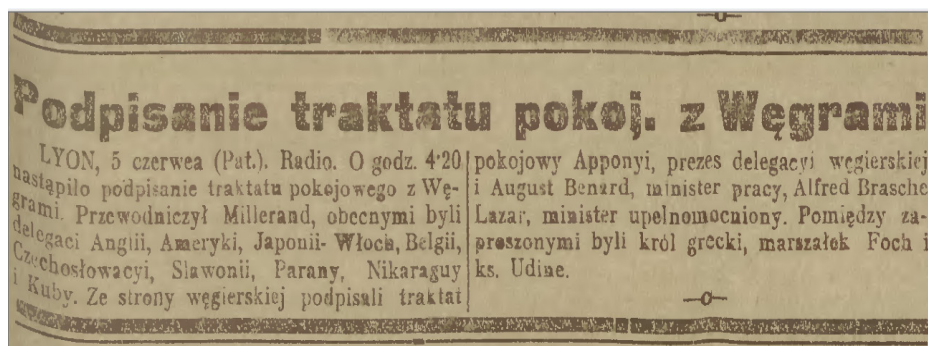 Podpisanie traktatu pokoj. z Węgrami
LYON, 5 czerwea (Pat.). Radio. O godz. 4·20
nastąpiło podpisanie traktatu pokojowego z Wę-
grami. Przewodniczył Millerand, obecnymi byli
delegaci Anglii, Ameryki, Japonii- Włoch, Belgii,
Czechosłowacyi, Slawonii, Parany, Nikaraguy
i Kuby. Ze strony węgierskiej podpisali traktat
pokojowy Apponyi, prezes delegacyi węgierskiej
i August Benard, minister pracy, Alfred Brasche
Lazar, minister upelnomocniony. Pomiędzy za-
proszonymi byli król grecki, marszałek Foch i
ks. Udine.